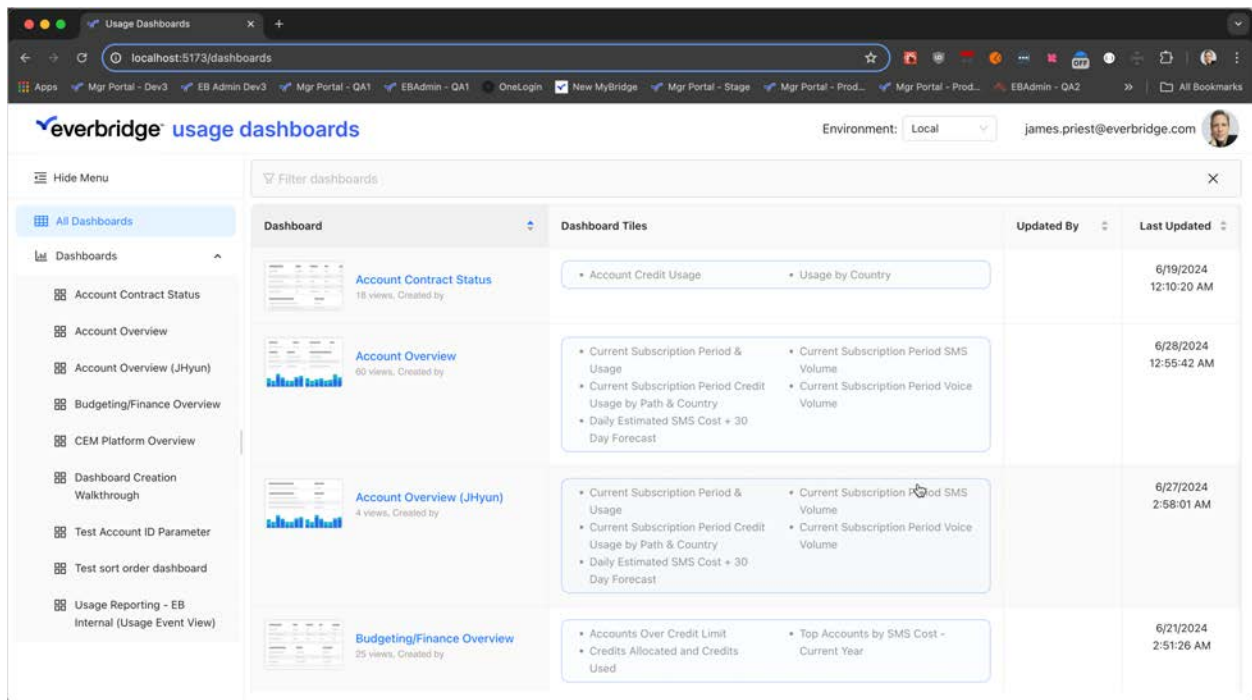 Usage Dashboards
localhost:5173/dashboards
Apps
Mgr Portal - Dev3
EB Admin Dev3
Mgr Portal - QA1
EBAdmin - QA1
OneLogin
New MyBridge
Mgr Portal - Stage
Mgr Portal - Prod...
Mgr Portal - Prod...
EBAdmin - QA2
All Bookmarks
OFF
everbridge usage dashboards
Environment: Local
james.priest@everbridge.com
Hide Menu
All Dashboards
Dashboards
Account Contract Status
Account Overview
Account Overview (JHyun)
Budgeting/Finance Overview
CEM Platform Overview
Dashboard Creation
Walkthrough
Test Account ID Parameter
Test sort order dashboard
Usage Reporting - EB
Internal (Usage Event View)
Filter dashboards
Dashboard
Dashboard Tiles
Updated By
Last Updated
Account Contract Status
18 views, Created by
• Account Credit Usage
• Usage by Country
6/19/2024
12:10:20 AM
Account Overview
60 views, Created by
• Current Subscription Period &
Usage
• Current Subscription Period Credit
Usage by Path & Country
• Daily Estimated SMS Cost + 30
Day Forecast
• Current Subscription Period SMS
Volume
• Current Subscription Period Voice
Volume
6/28/2024
12:55:42 AM
Account Overview (JHyun)
4 views, Created by
• Current Subscription Period &
Usage
• Current Subscription Period Credit
Usage by Path & Country
• Daily Estimated SMS Cost + 30
Day Forecast
• Current Subscription Period SMS
Volume
• Current Subscription Period Voice
Volume
6/27/2024
2:58:01 AM
Budgeting/Finance Overview
25 views, Created by
• Accounts Over Credit Limit
• Credits Allocated and Credits
Used
• Top Accounts by SMS Cost -
Current Year
6/21/2024
2:51:26 AM